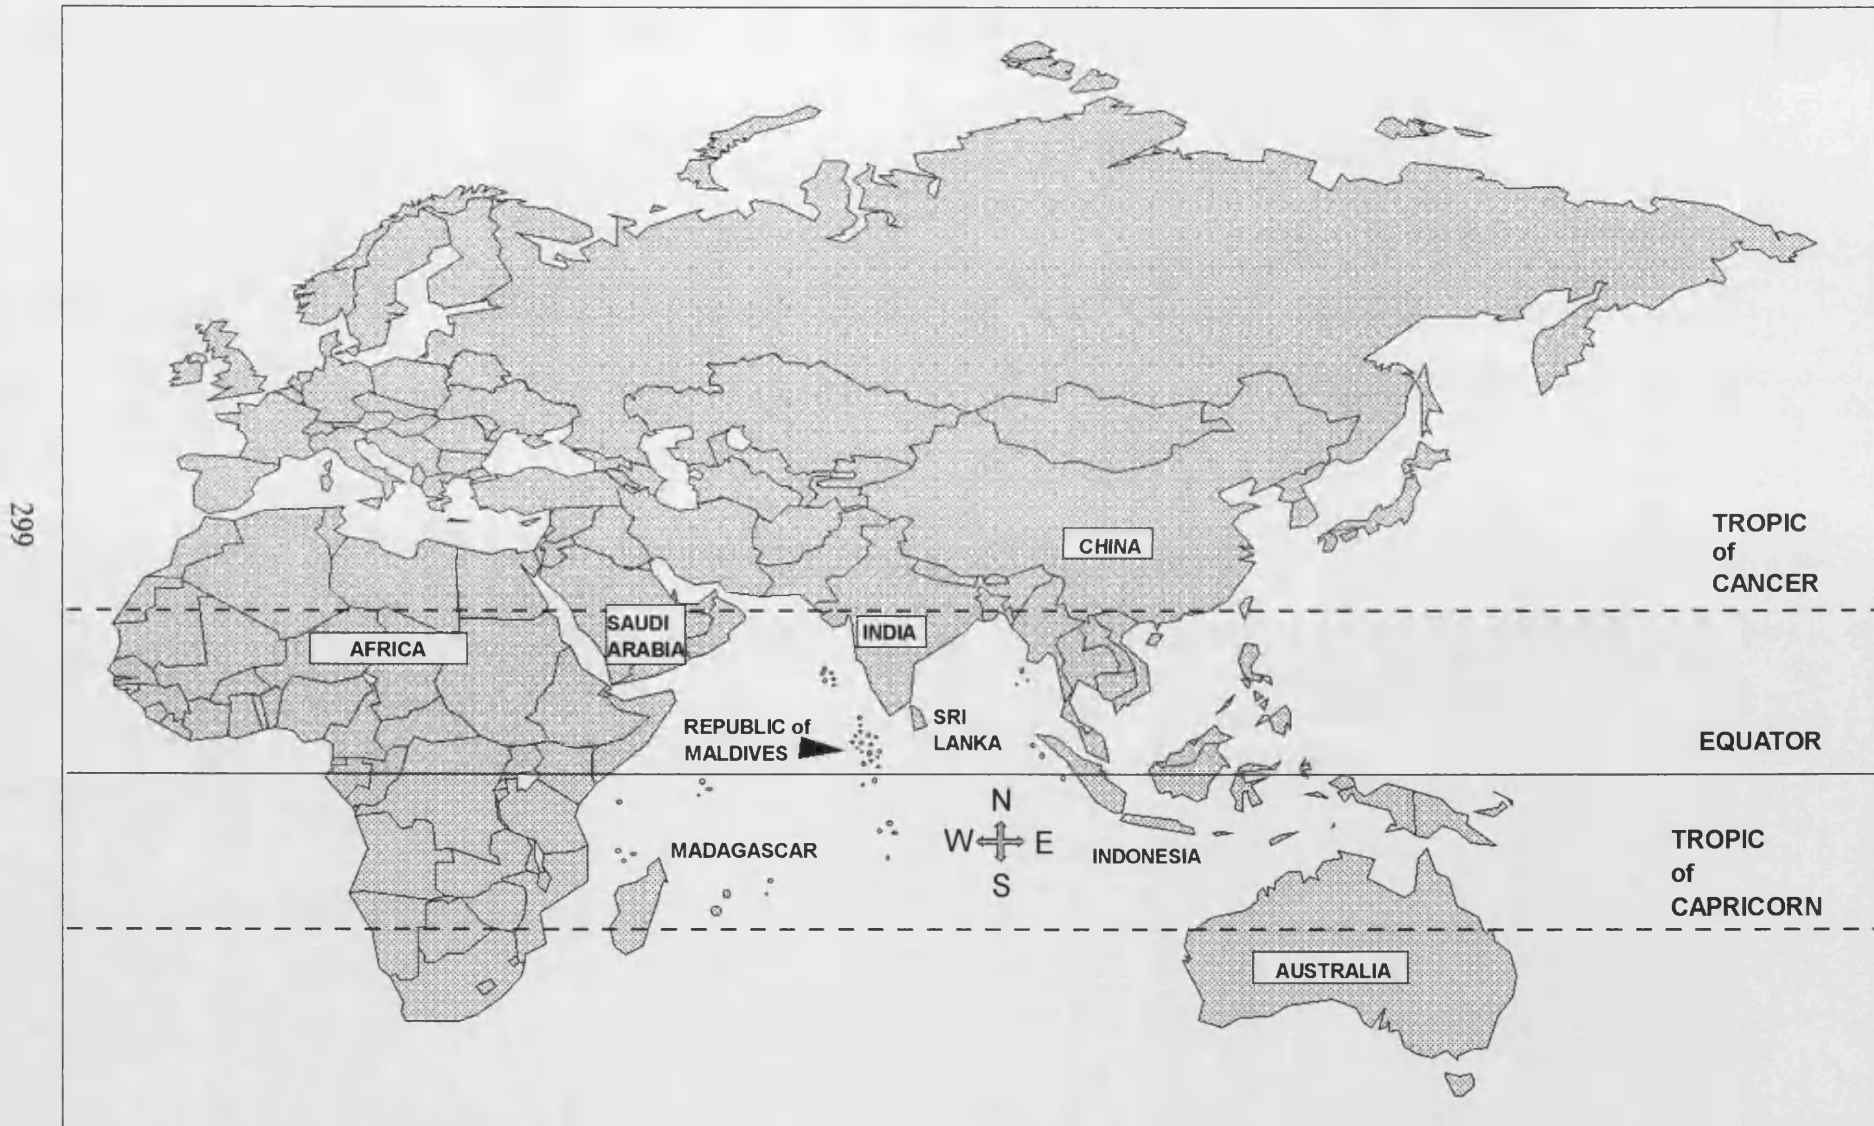 299
TROPIC
of
CANCER
CHINA
SAUDI
ARABIA
AFRICA
INDIA
REPUBLIC of
MALDIVES
SRI
LANKA
EQUATOR
N
W E
S
MADAGASCAR
INDONESIA
TROPIC
of
CAPRICORN
AUSTRALIA